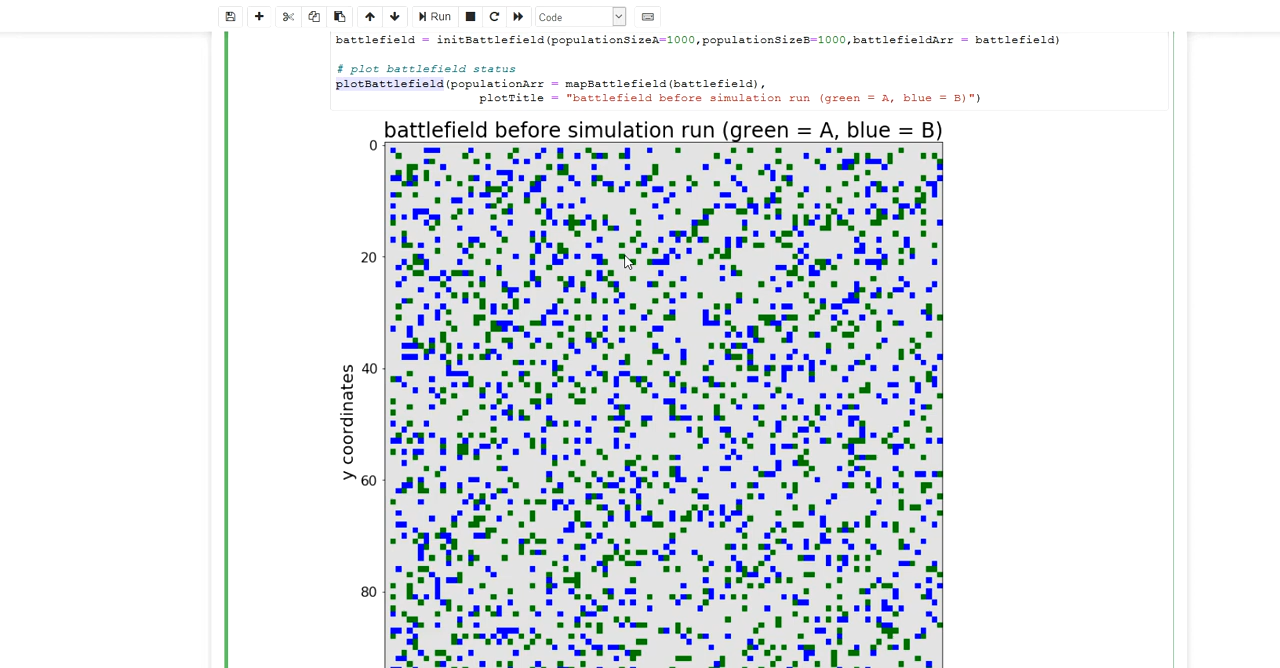 Run
Code
battlefield = initBattlefield(populationSizeA=1000,populationSizeB=1000,battlefieldArr = battlefield)
# plot battlefield status
plotBattlefield(populationArr = mapBattlefield(battlefield),
plotTitle = "battlefield before simulation run (green = A, blue = B)")
battlefield before simulation run (green = A, blue = B)
0
20
40
60
80
y coordinates